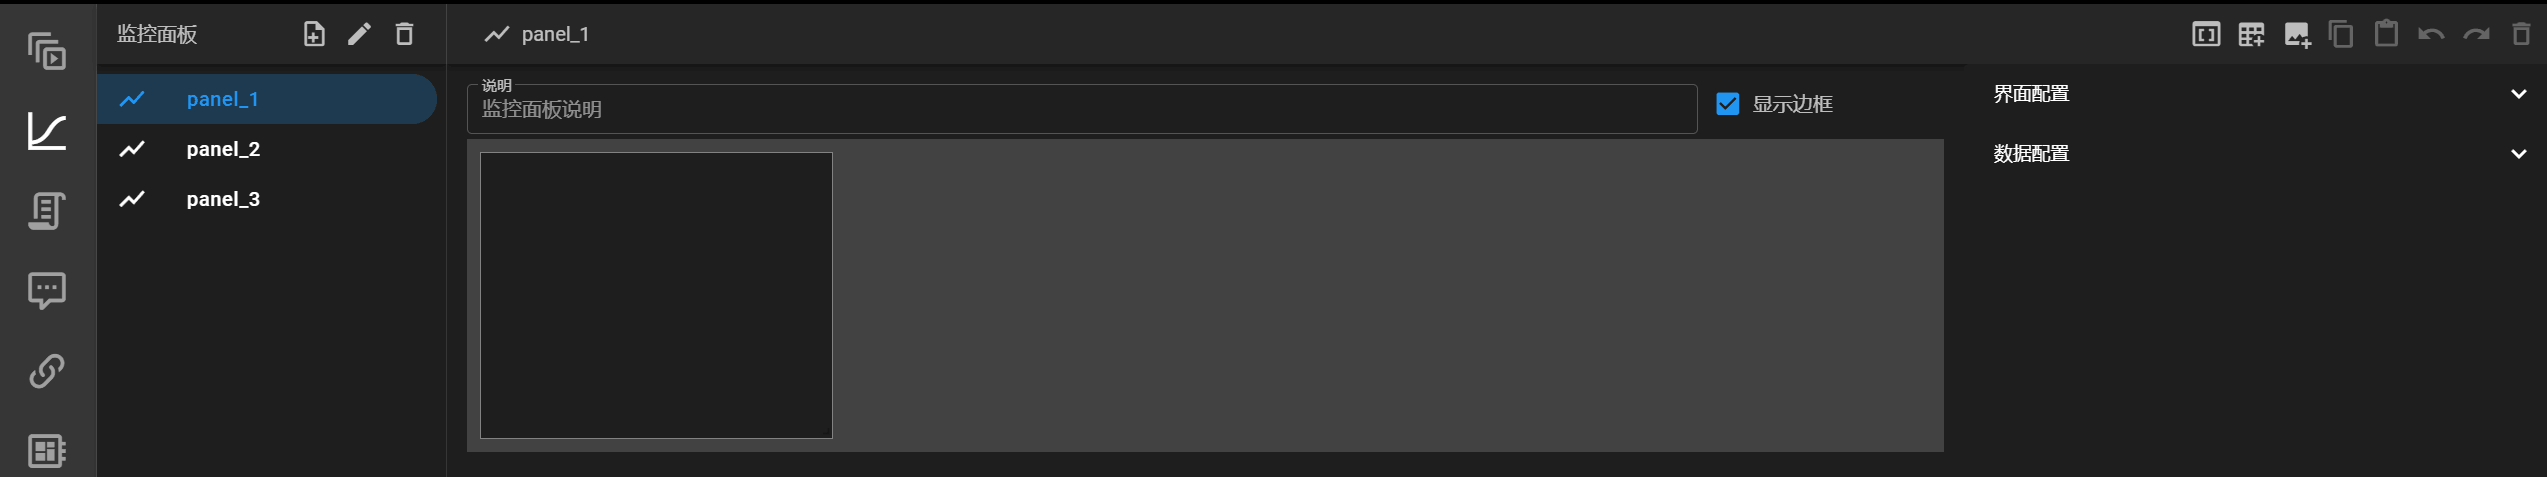 监控面板
panel_1
panel_2
panel_3
panel_1
说明
监控面板说明
显示边框
界面配置
数据配置